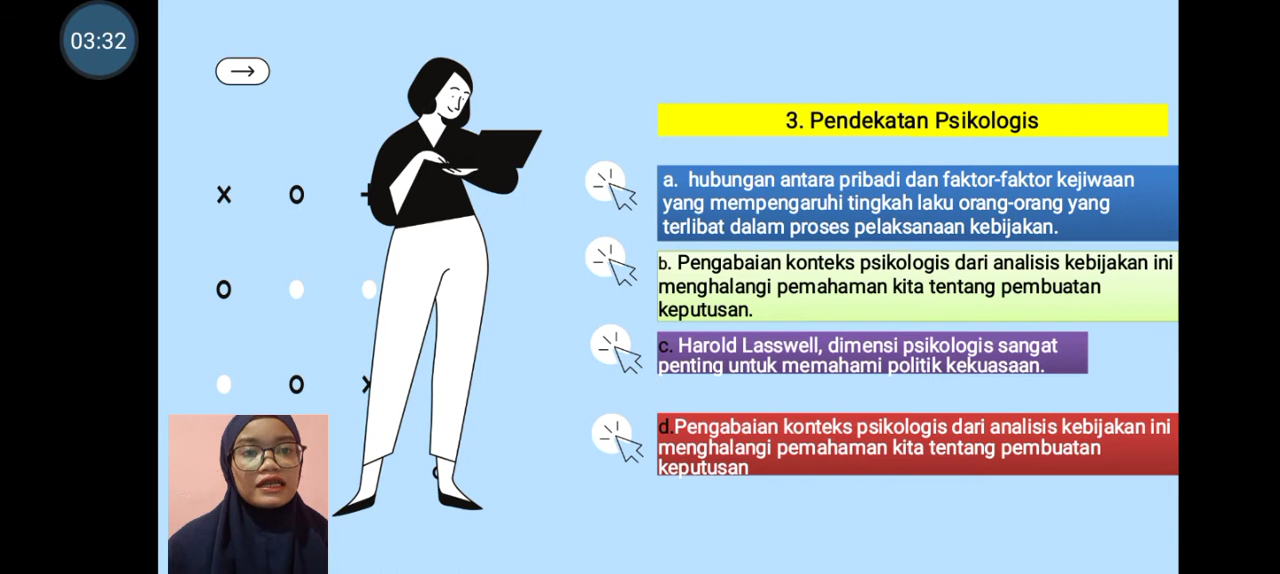 03:32
3. Pendekatan Psikologis
a. hubungan antara pribadi dan faktor-faktor kejiwaan
yang mempengaruhi tingkah laku orang-orang yang
terlibat dalam proses pelaksanaan kebijakan.
b. Pengabaian konteks psikologis dari analisis kebijakan ini
menghalangi pemahaman kita tentang pembuatan
keputusan.
c. Harold Lasswell, dimensi psikologis sangat
penting untuk memahami politik kekuasaan.
d.Pengabaian konteks psikologis dari analisis kebijakan ini
menghalangi pemahaman kita tentang pembuatan
keputusan